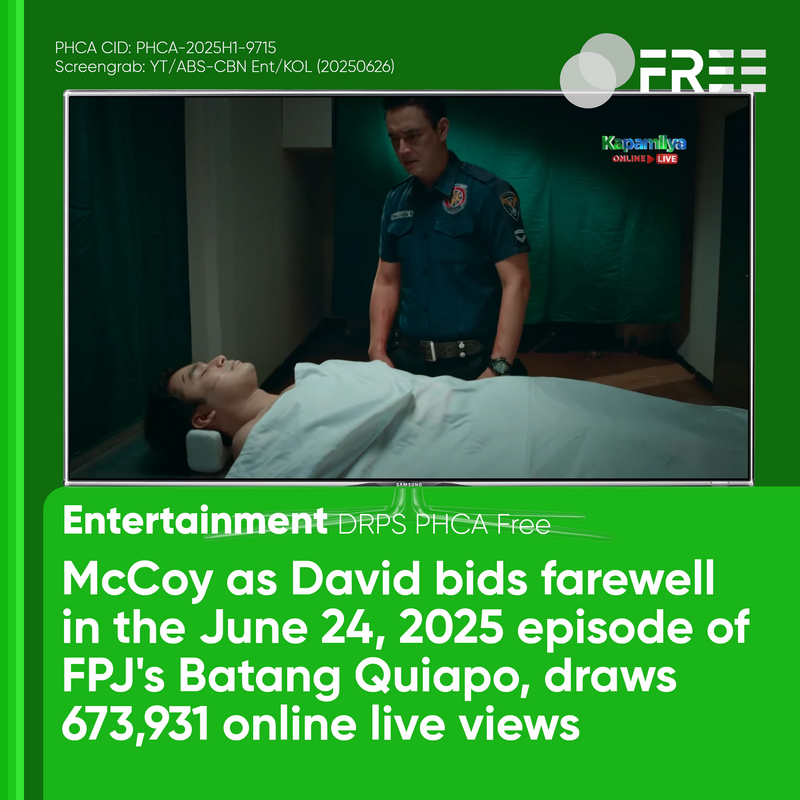 PHCA CID: PHCA-2025H1-9715
Screengrab: YT/ABS-CBN Ent/KOL (20250626)
FREE
Kapamilya
ONLINE LIVE
SAMSUNG
Entertainment DRPS PHCA Free
McCoy as David bids farewell
in the June 24, 2025 episode of
FPJ's Batang Quiapo, draws
673,931 online live views